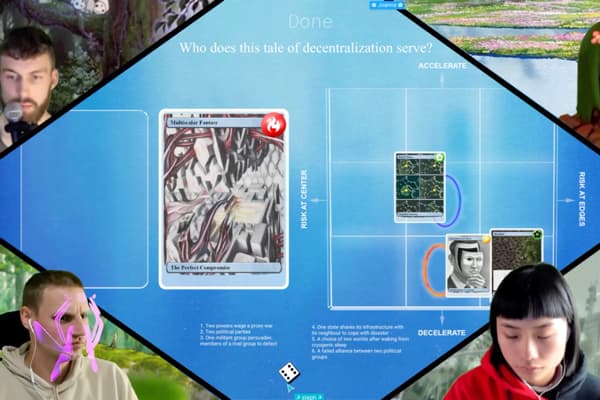 Joanne
Done
Who does this tale of decentralization serve?
ACCELERATE
Multiocular Fantasy
RISK AT CENTER
RISK AT EDGES
The Perfect Compromise
1. Two powers wage a proxy war
2. Two political parties
3. One militant group persuades
members of a rival group to defect
4. One state shares its infrastructure with
its neighbour to cope with disaster
5. A choice of two worlds after waking from
cryogenic sleep
6. A failed alliance between two political
groups
DECELERATE
steph